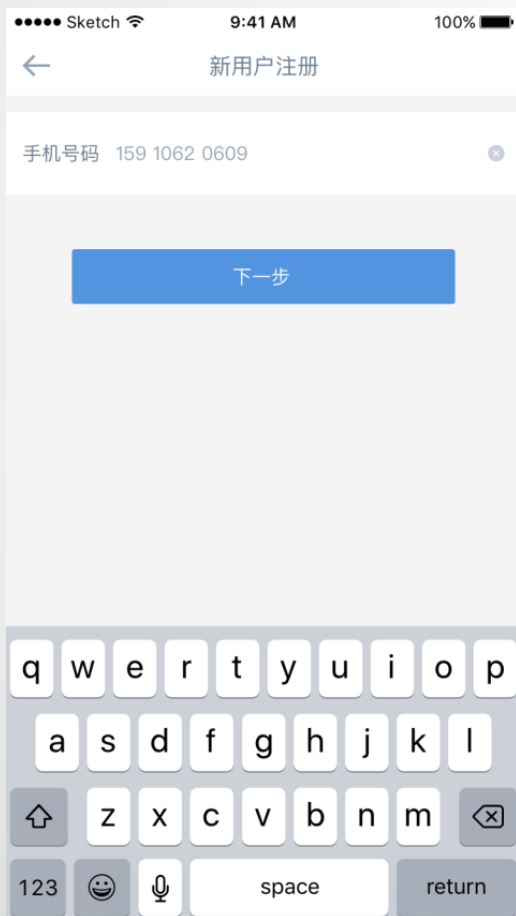 Sketch 9:41 AM 100%
新用户注册
手机号码 159 1062 0609
下一步
q w e r t y u i o p
a s d f g h j k l
z x c v b n m
123 space return